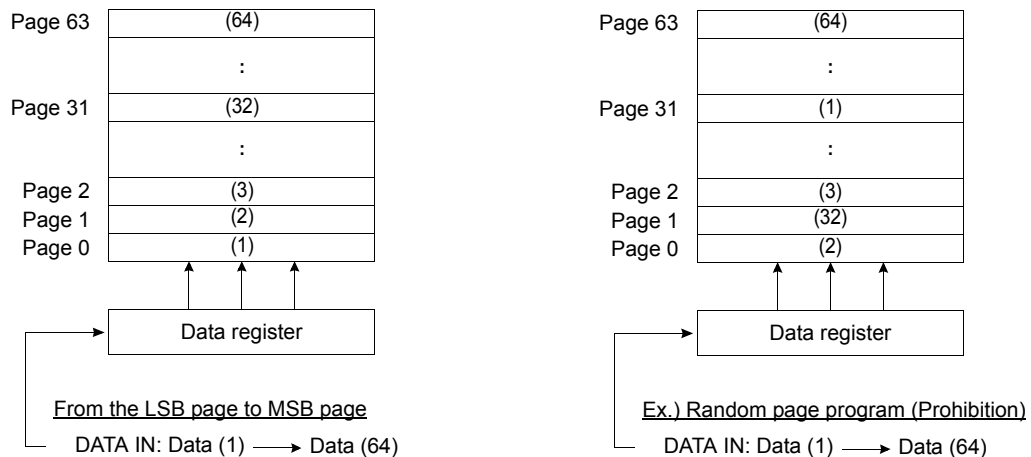 Page 63 (64)
:
Page 31 (32)
:
Page 2 (3)
Page 1 (2)
Page 0 (1)
Data register
From the LSB page to MSB page
DATA IN: Data (1) → Data (64)
Page 63 (64)
:
Page 31 (1)
:
Page 2 (3)
Page 1 (32)
Page 0 (2)
Data register
Ex.) Random page program (Prohibition)
DATA IN: Data (1) → Data (64)